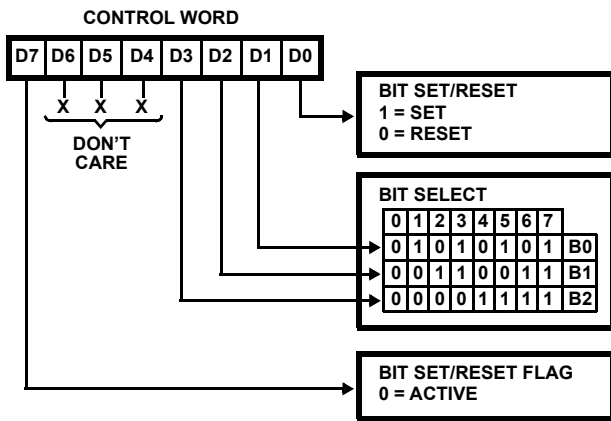 CONTROL WORD
D7 D6 D5 D4 D3 D2 D1 D0
X X X
DON'T
CARE
BIT SET/RESET
1 = SET
0 = RESET
BIT SELECT
0 1 2 3 4 5 6 7
0 1 0 1 0 1 0 1 B0
0 0 1 1 0 0 1 1 B1
0 0 0 0 1 1 1 1 B2
BIT SET/RESET FLAG
0 = ACTIVE